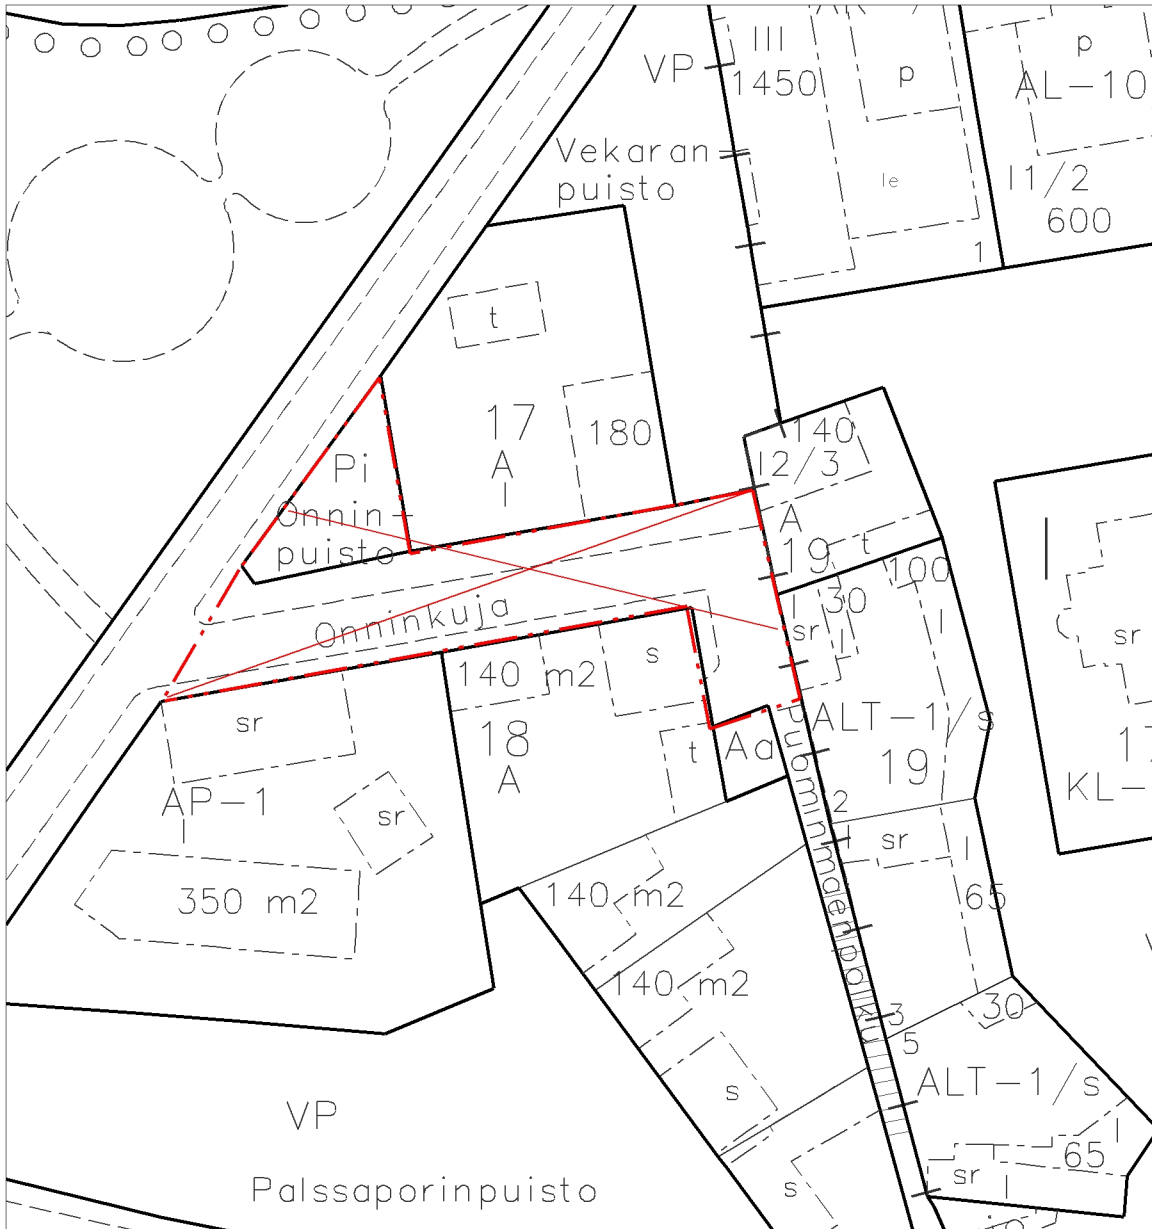 III
VP
1450
p
p
AL-10
Vekaran
puisto
le
I1/2
600
1
t
17
A
I
180
140
I2/3
Pi
Onnin-
puisto
A
19
t
100
30
I
I
I
sr
sr
Onninkuja
140 m2
s
sr
18
A
t
Aa
ALT-1/s
19
AP-1
I
sr
KL-
2
I
sr
I
65
350 m2
140 m2
140 m2
30
3
5
s
ALT-1/s
VP
I
65
sr
I
s
Palssaporinpuisto